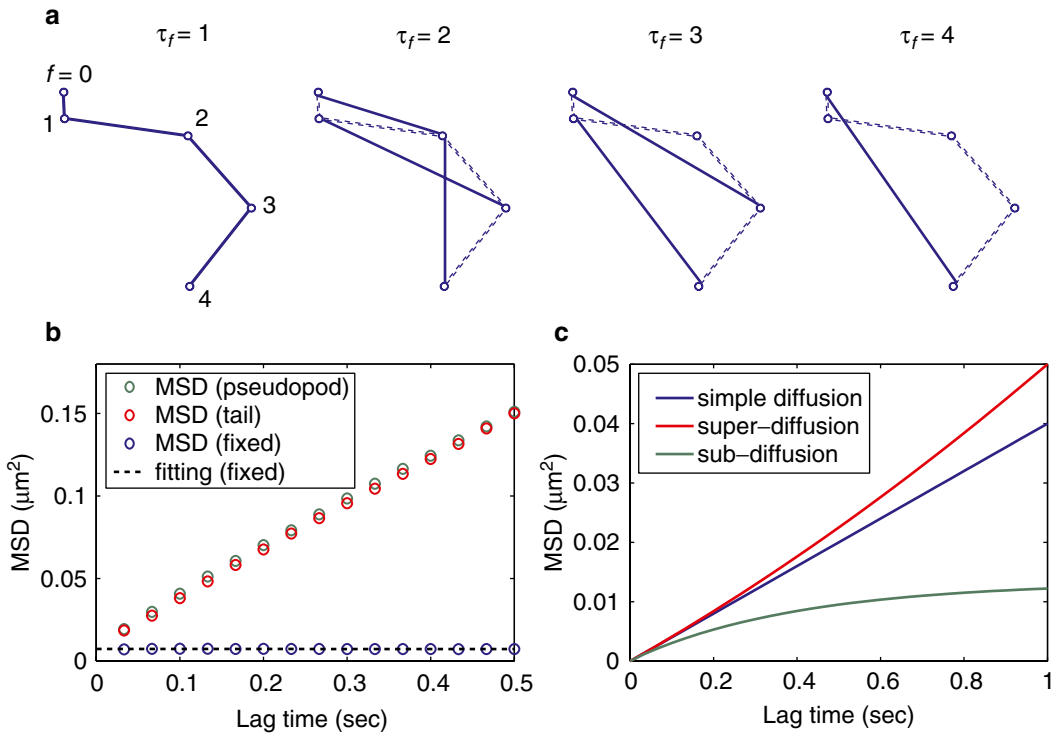 a
τf = 1
τf = 2
τf = 3
τf = 4
f = 0
1
2
3
4
b
MSD (pseudopod)
MSD (tail)
MSD (fixed)
fitting (fixed)
MSD (μm²)
0.15
0.1
0.05
0
0 0.1 0.2 0.3 0.4 0.5
Lag time (sec)
c
simple diffusion
super–diffusion
sub–diffusion
MSD (μm²)
0.05
0.04
0.03
0.02
0.01
0
0 0.2 0.4 0.6 0.8 1
Lag time (sec)